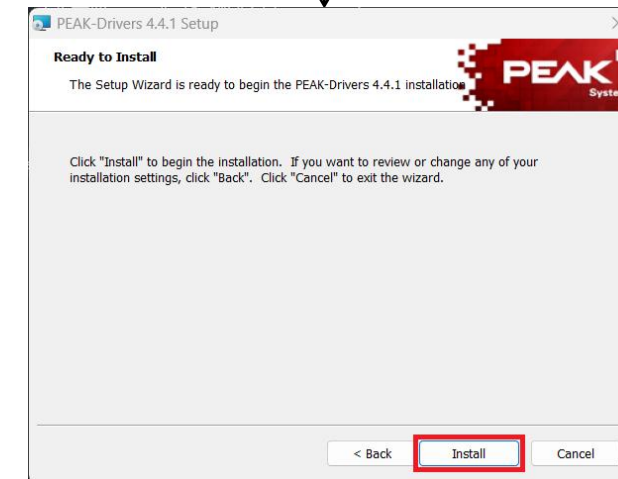 PEAK-Drivers 4.4.1 Setup
Ready to Install
The Setup Wizard is ready to begin the PEAK-Drivers 4.4.1 installation
PEAK
Click "Install" to begin the installation. If you want to review or change any of your
installation settings, click "Back". Click "Cancel" to exit the wizard.
< Back Install Cancel